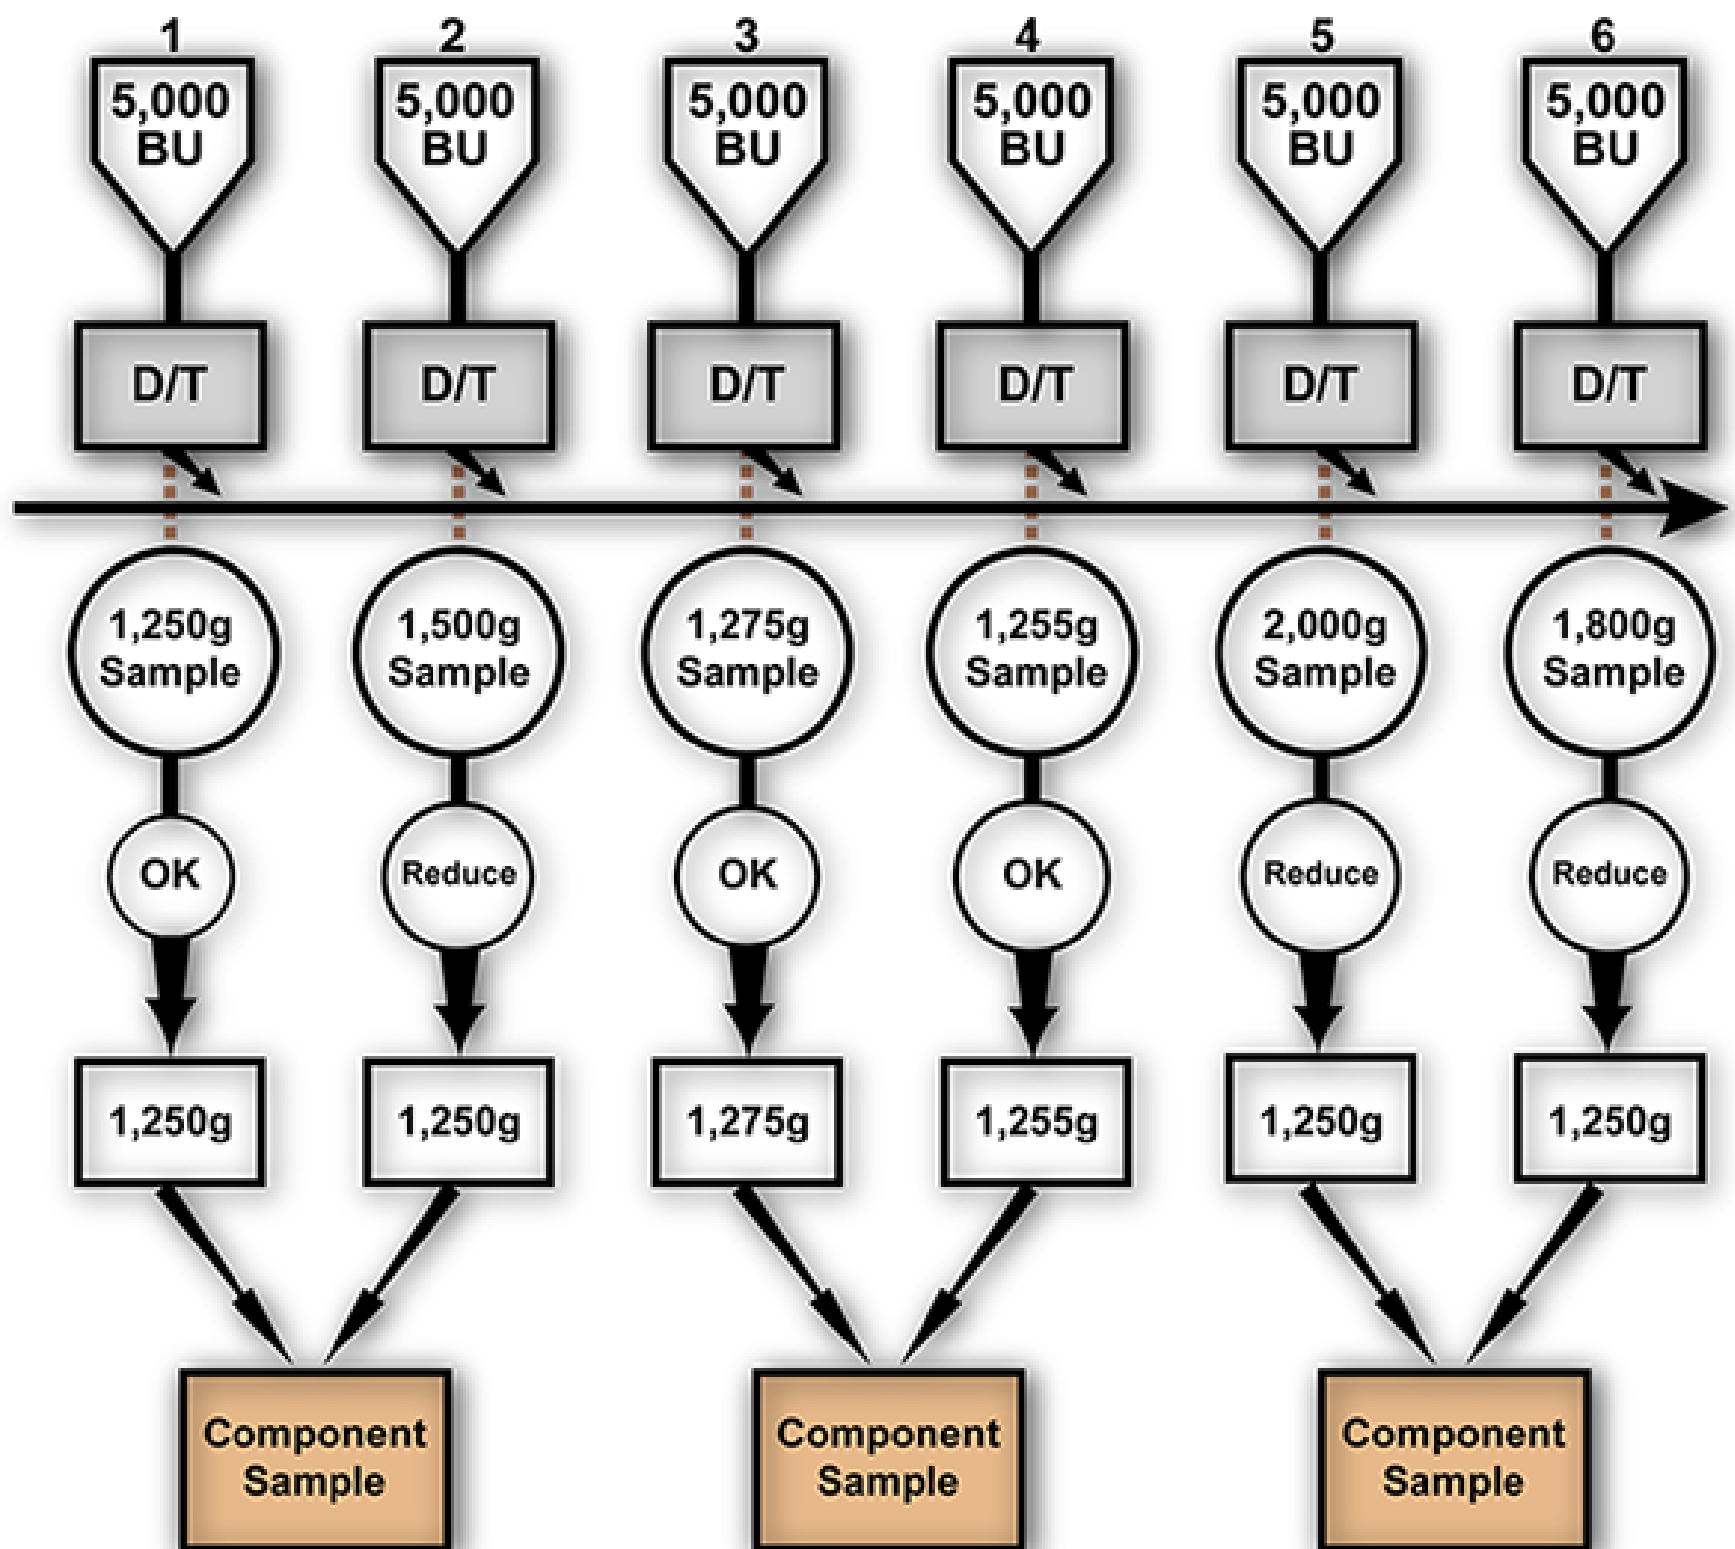 1 2 3 4 5 6
5,000 5,000 5,000 5,000 5,000 5,000
BU BU BU BU BU BU
D/T D/T D/T D/T D/T D/T
1,250g 1,500g 1,275g 1,255g 2,000g 1,800g
Sample Sample Sample Sample Sample Sample
OK Reduce OK OK Reduce Reduce
1,250g 1,250g 1,275g 1,255g 1,250g 1,250g
Component Component Component
Sample Sample Sample